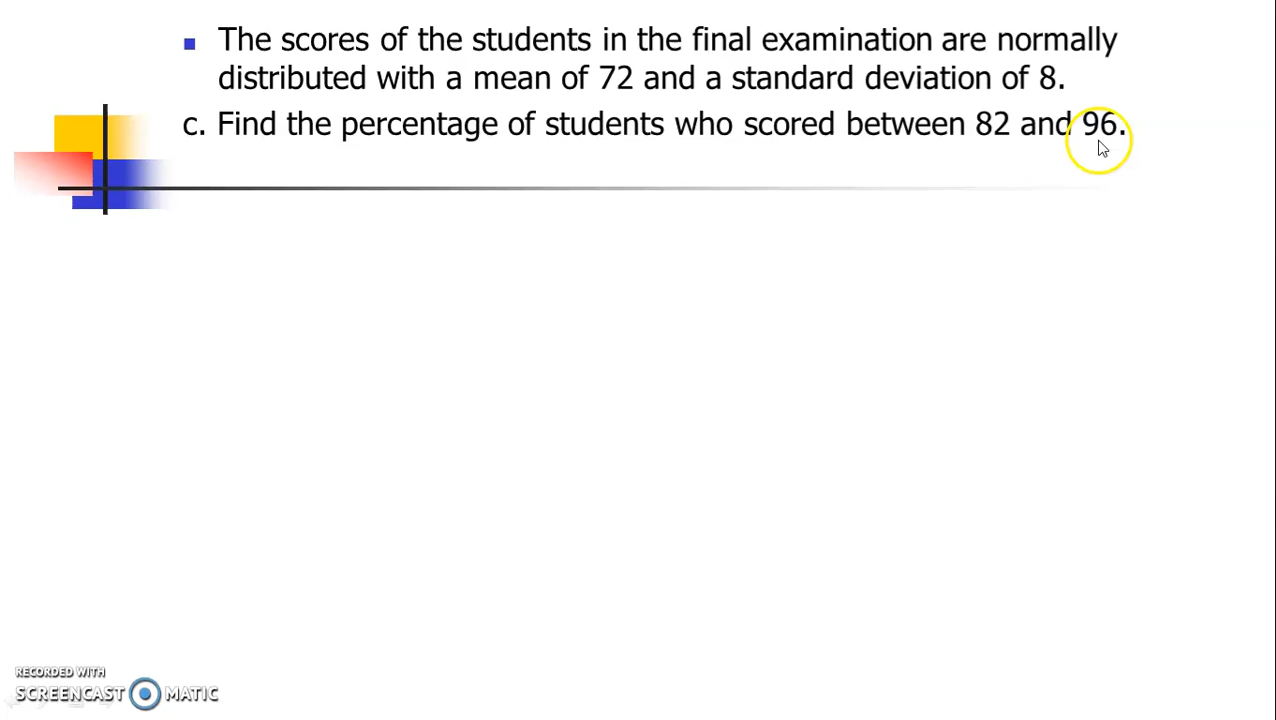 The scores of the students in the final examination are normally
distributed with a mean of 72 and a standard deviation of 8.
c. Find the percentage of students who scored between 82 and 96.
RECORDED WITH
SCREENCAST MATIC